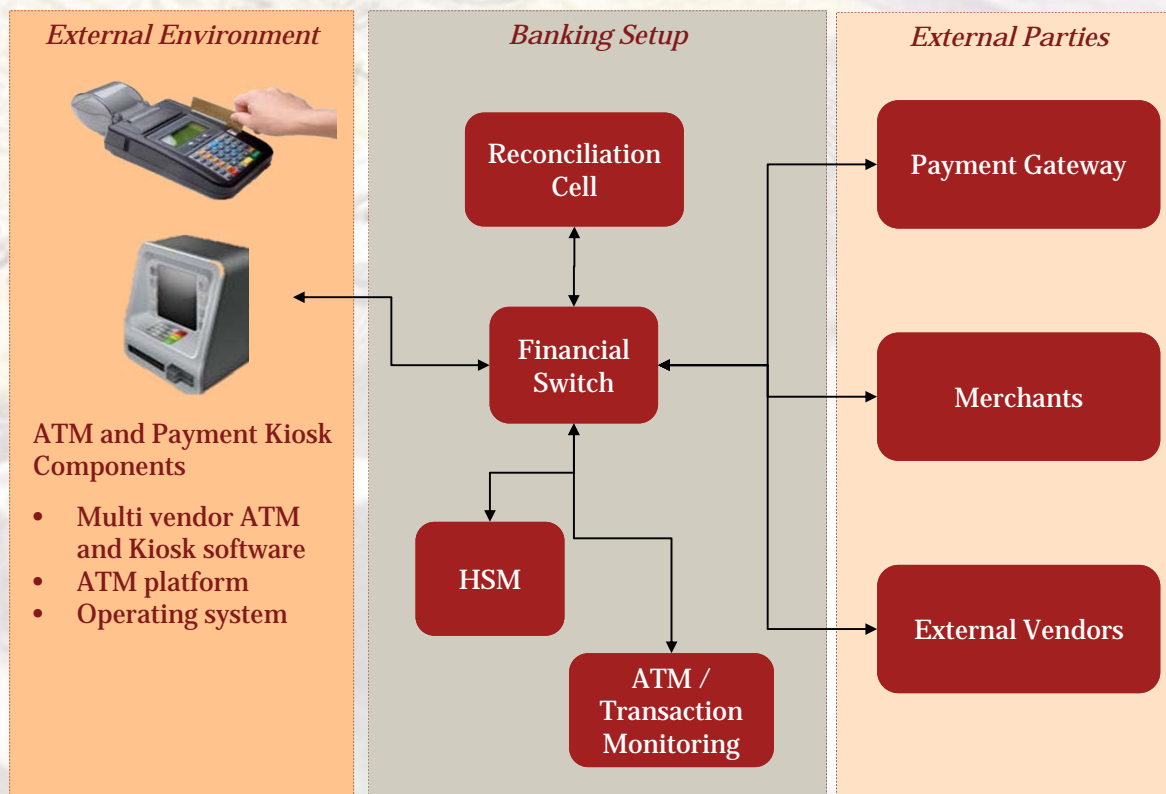 External Environment
ATM and Payment Kiosk
Components
• Multi vendor ATM
and Kiosk software
• ATM platform
• Operating system
Banking Setup
Reconciliation
Cell
Financial
Switch
HSM
ATM /
Transaction
Monitoring
External Parties
Payment Gateway
Merchants
External Vendors